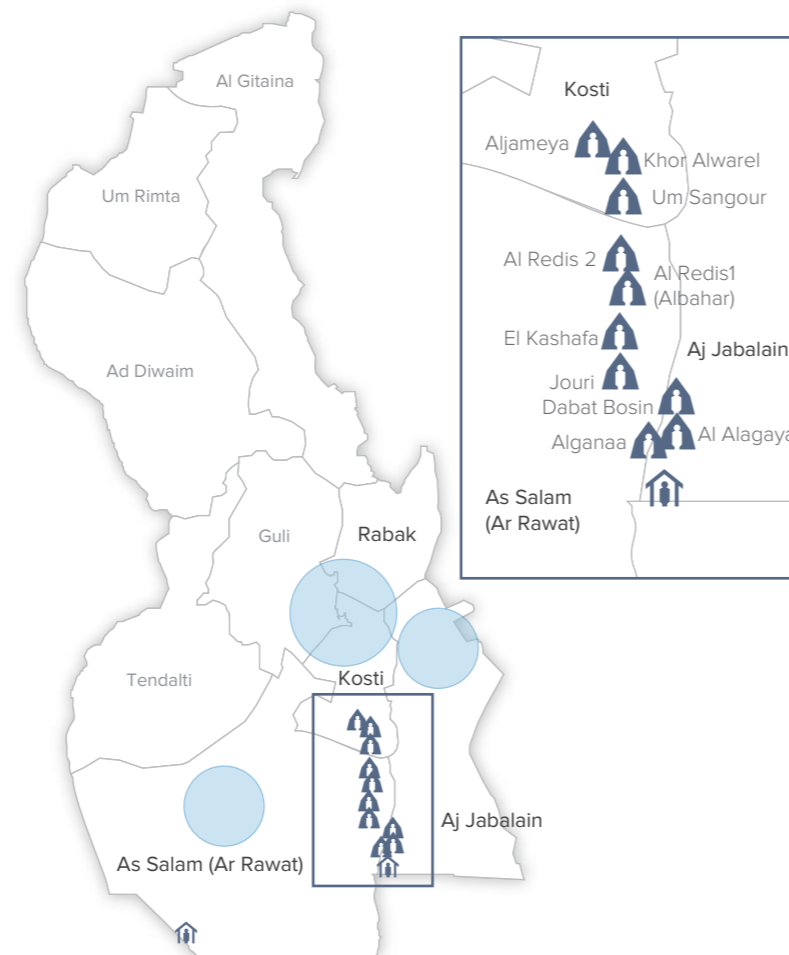 Al Gitaina
Um Rimta
Ad Diwaim
Guli
Rabak
Tendalti
Kosti
Aj Jabalain
As Salam (Ar Rawat)
Kosti
Aljameya
Khor Alwarel
Um Sangour
Al Redis 2
Al Redis1
(Albahar)
El Kashafa
Aj Jabalain
Jouri
Dabat Bosin
Alganaa
Al Alagaya
As Salam
(Ar Rawat)